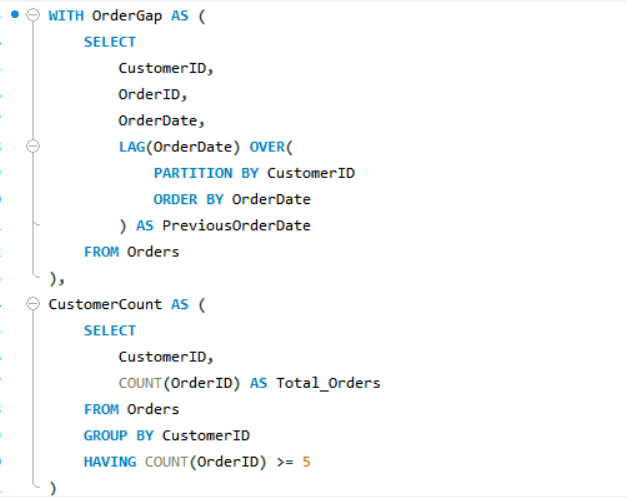 WITH OrderGap AS (
SELECT
CustomerID,
OrderID,
OrderDate,
LAG(OrderDate) OVER(
PARTITION BY CustomerID
ORDER BY OrderDate
) AS PreviousOrderDate
FROM Orders
),
CustomerCount AS (
SELECT
CustomerID,
COUNT(OrderID) AS Total_Orders
FROM Orders
GROUP BY CustomerID
HAVING COUNT(OrderID) >= 5
)